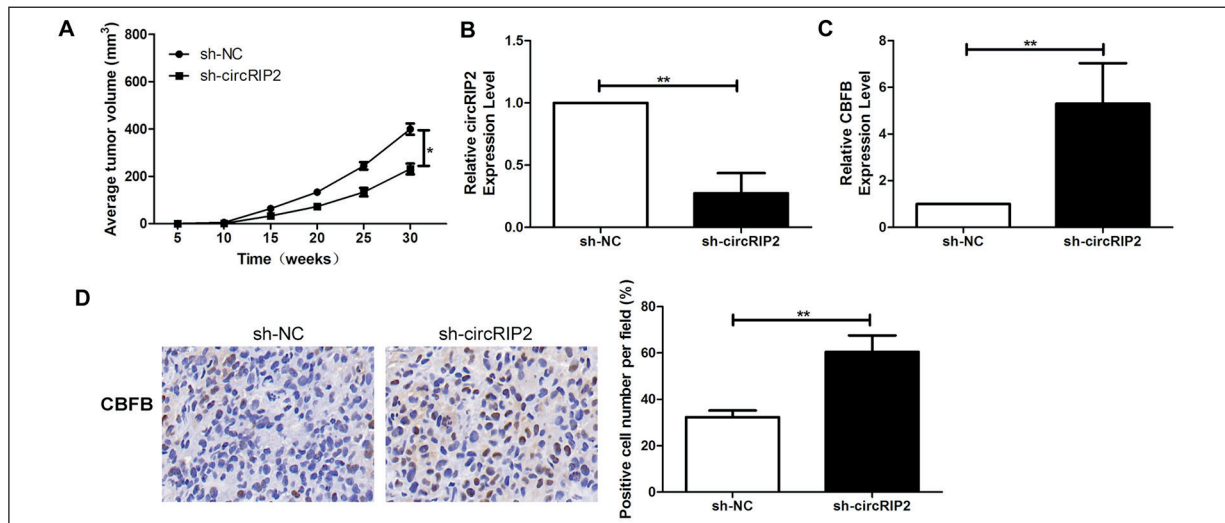 A
Average tumor volume (mm³)
800
600
400
200
0
sh-NC
sh-circRIP2
*
5 10 15 20 25 30
Time（weeks）
B
Relative circRIP2
Expression Level
1.5
1.0
0.5
0.0
**
sh-NC sh-circRIP2
C
Relative CBFB
Expression Level
8
6
4
2
0
**
sh-NC sh-circRIP2
D
sh-NC sh-circRIP2
CBFB
Positive cell number per field (%)
80
60
40
20
0
**
sh-NC sh-circRIP2